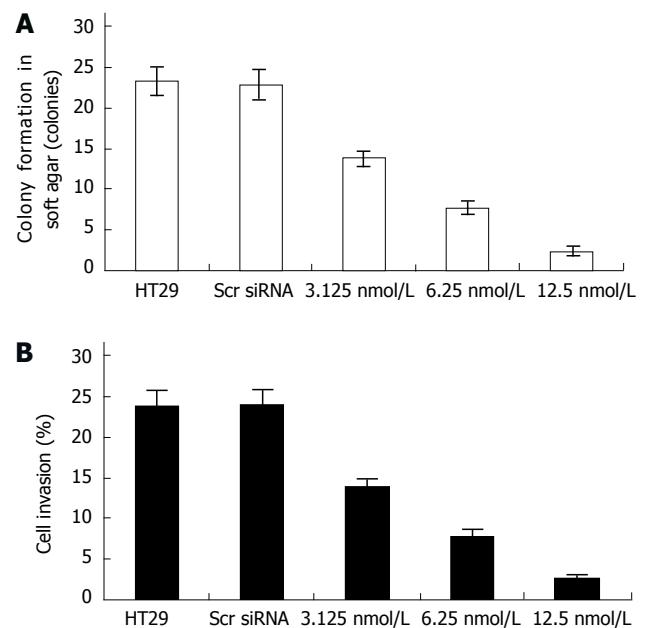 A
Colony formation in
soft agar (colonies)
30
25
20
15
10
5
0
HT29 Scr siRNA 3.125 nmol/L 6.25 nmol/L 12.5 nmol/L
B
Cell invasion (%)
30
25
20
15
10
5
0
HT29 Scr siRNA 3.125 nmol/L 6.25 nmol/L 12.5 nmol/L